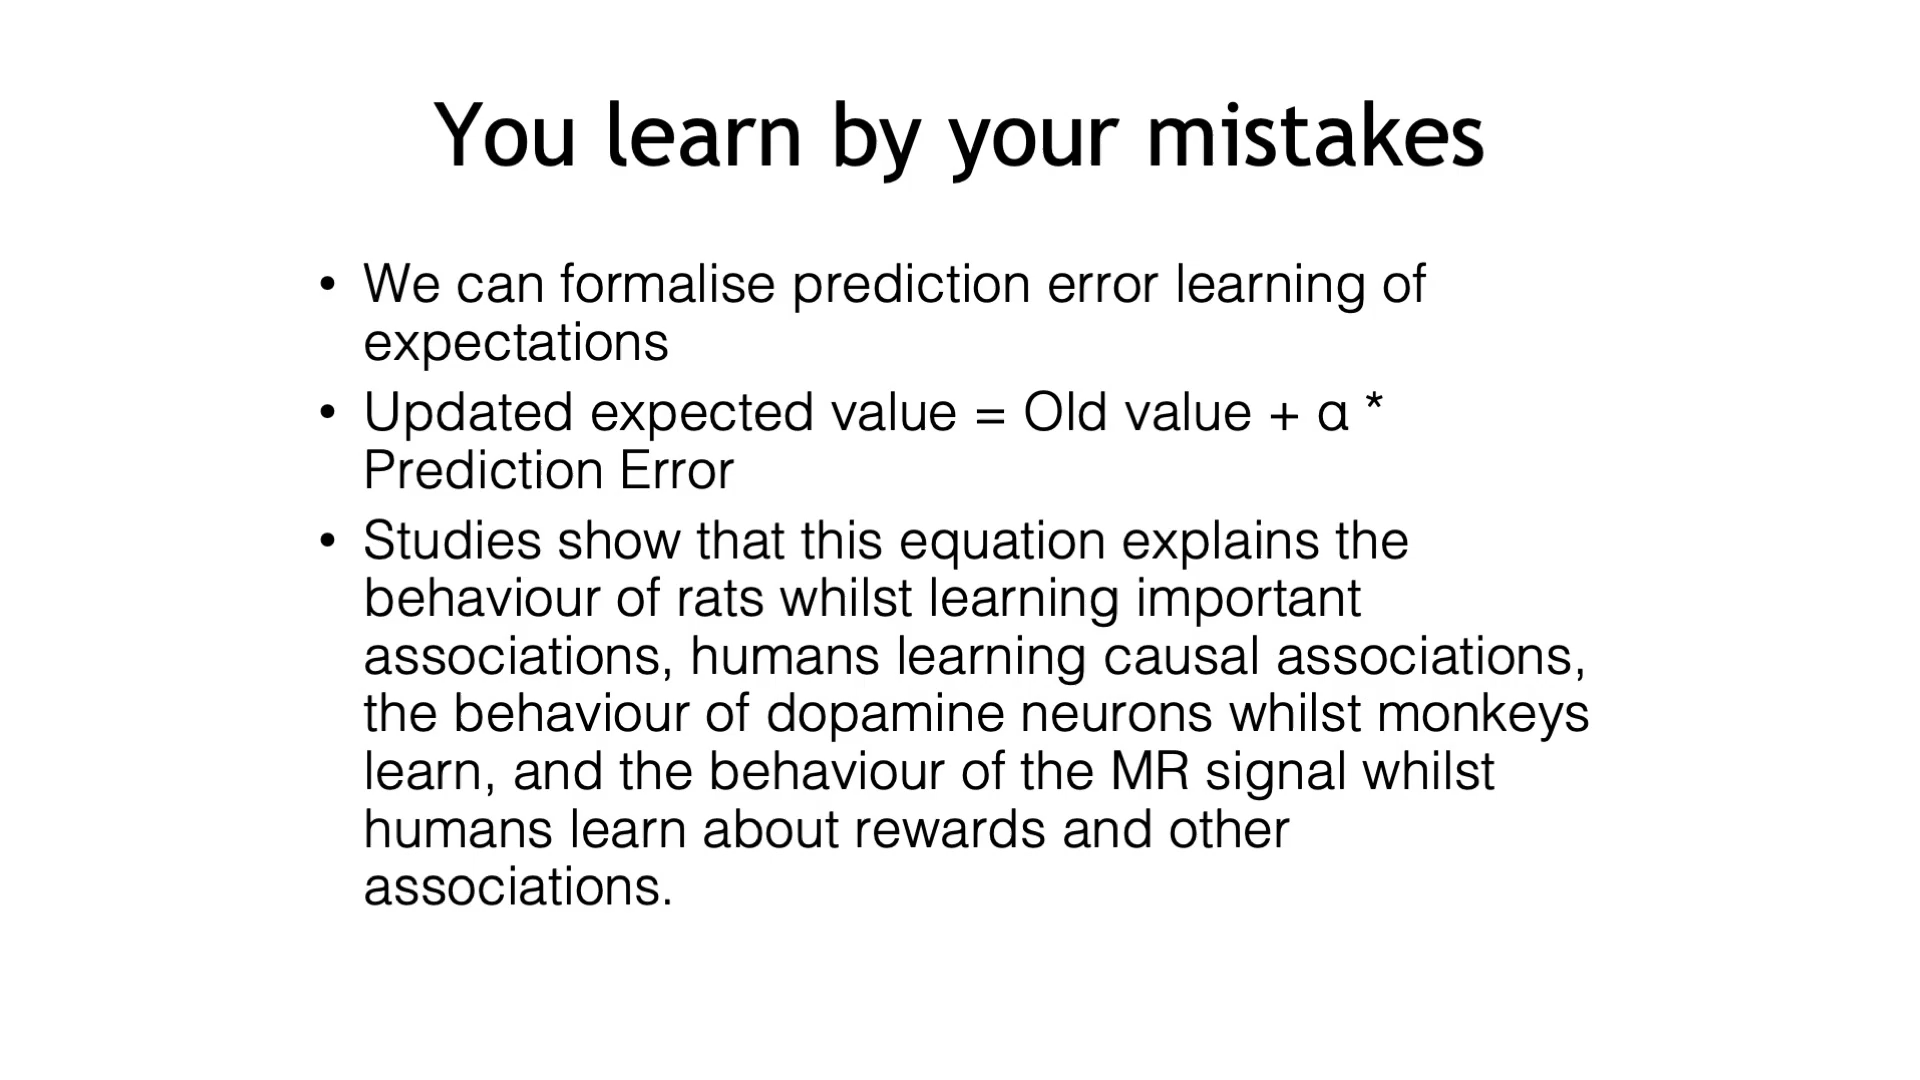 You learn by your mistakes
• We can formalise prediction error learning of
expectations
• Updated expected value = Old value + α *
Prediction Error
• Studies show that this equation explains the
behaviour of rats whilst learning important
associations, humans learning causal associations,
the behaviour of dopamine neurons whilst monkeys
learn, and the behaviour of the MR signal whilst
humans learn about rewards and other
associations.